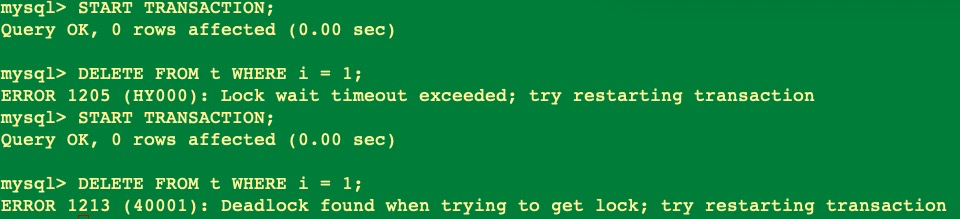 mysql> START TRANSACTION;
Query OK, 0 rows affected (0.00 sec)
mysql> DELETE FROM t WHERE i = 1;
ERROR 1205 (HY000): Lock wait timeout exceeded; try restarting transaction
mysql> START TRANSACTION;
Query OK, 0 rows affected (0.00 sec)
mysql> DELETE FROM t WHERE i = 1;
ERROR 1213 (40001): Deadlock found when trying to get lock; try restarting transaction